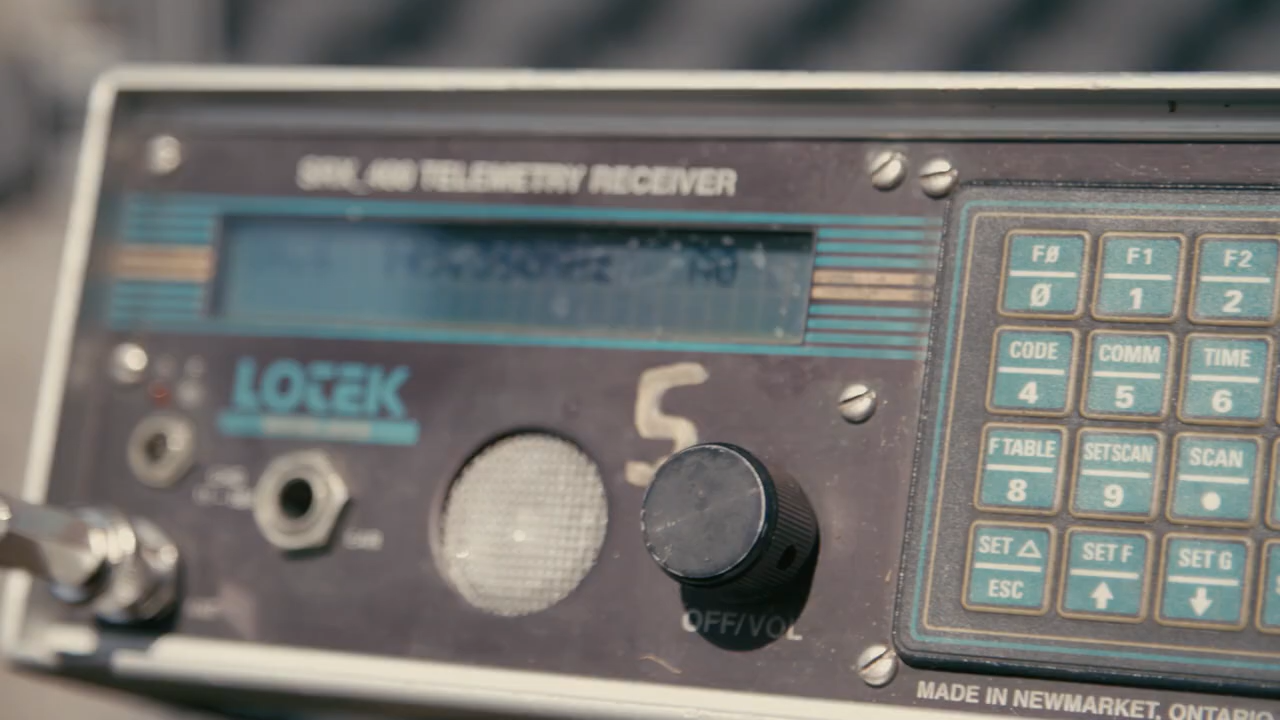 SRX_400 TELEMETRY RECEIVER
LOTEK
5
OFF/VOL
FØ
Ø
F1
1
F2
2
CODE
4
COMM
5
TIME
6
F TABLE
8
SETSCAN
9
SCAN
●
SET △
ESC
SET F
SET G
MADE IN NEWMARKET, ONTARIO